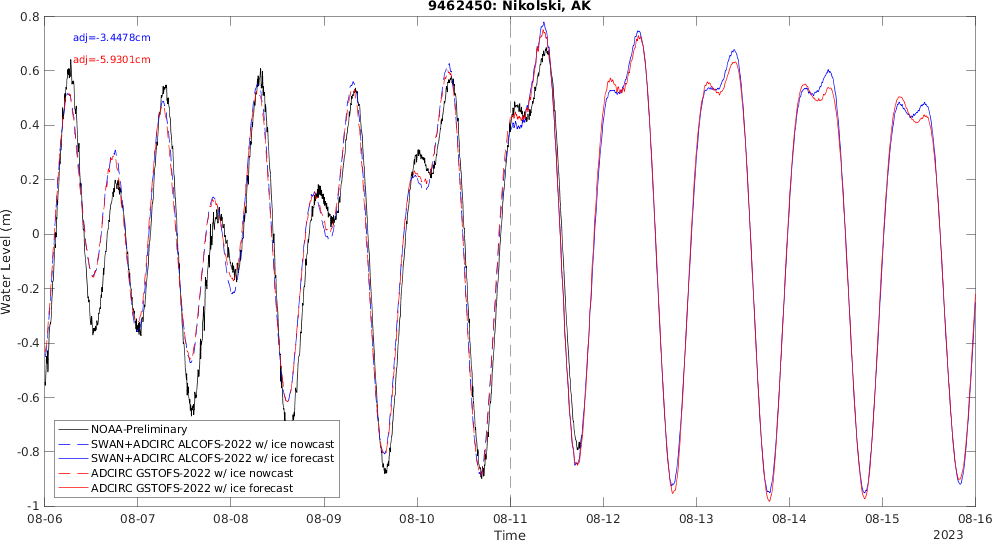 9462450: Nikolski, AK
adj=-3.4478cm
adj=-5.9301cm
Water Level (m)
0.8
0.6
0.4
0.2
0
-0.2
-0.4
-0.6
-0.8
-1
NOAA-Preliminary
SWAN+ADCIRC ALCOFS-2022 w/ ice nowcast
SWAN+ADCIRC ALCOFS-2022 w/ ice forecast
ADCIRC GSTOFS-2022 w/ ice nowcast
ADCIRC GSTOFS-2022 w/ ice forecast
08-06 08-07 08-08 08-09 08-10 08-11 08-12 08-13 08-14 08-15 08-16
Time
2023